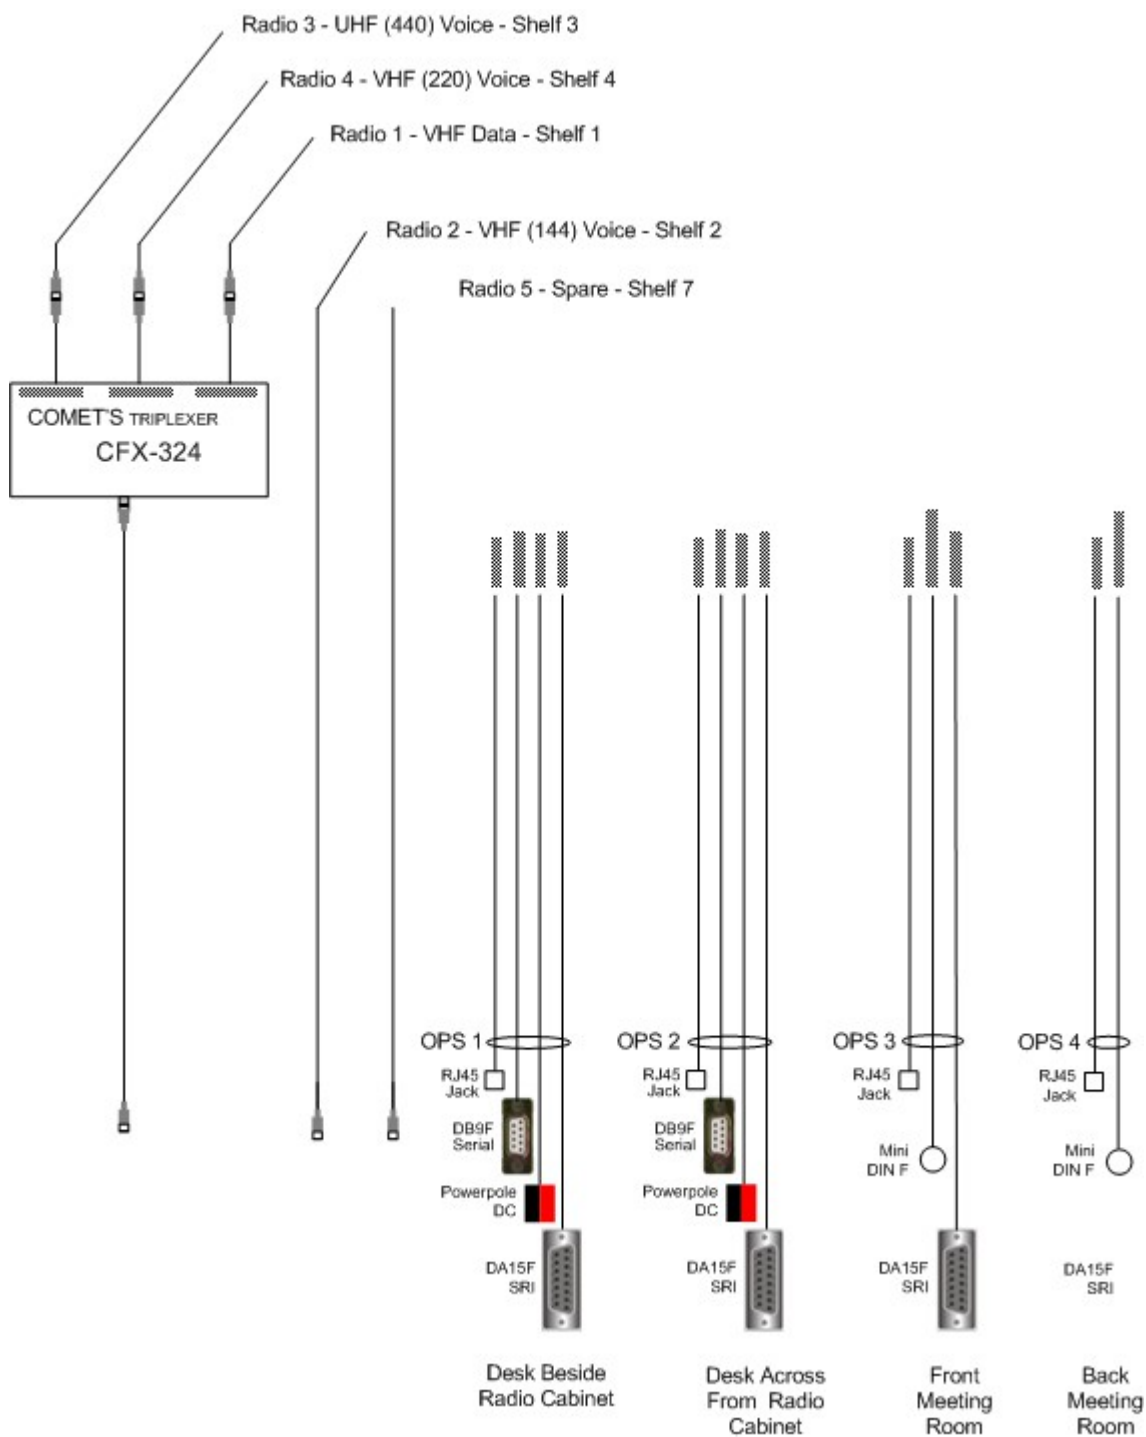 Radio 3 - UHF (440) Voice - Shelf 3
Radio 4 - VHF (220) Voice - Shelf 4
Radio 1 - VHF Data - Shelf 1
Radio 2 - VHF (144) Voice - Shelf 2
Radio 5 - Spare - Shelf 7
COMET'S TRIPLEXER
CFX-324
OPS 1
RJ45
Jack
DB9F
Serial
Powerpole
DC
DA15F
SRI
Desk Beside
Radio Cabinet
OPS 2
RJ45
Jack
DB9F
Serial
Powerpole
DC
DA15F
SRI
Desk Across
From Radio
Cabinet
OPS 3
RJ45
Jack
Mini
DIN F
DA15F
SRI
Front
Meeting
Room
OPS 4
RJ45
Jack
Mini
DIN F
DA15F
SRI
Back
Meeting
Room